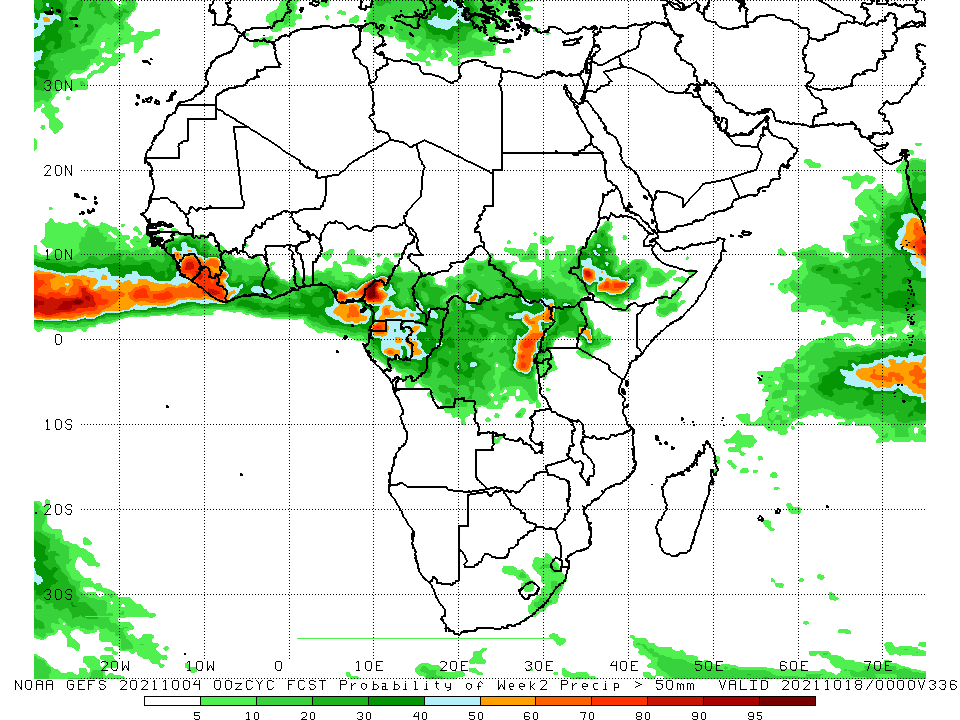 30N
20N
10N
0
10S
20S
30S
20W 10W 0 10E 20E 30E 40E 50E 60E 70E
NOAA GEFS 20211004 00zCYC FCST Probability of Week2 Precip > 50mm VALID 20211018/0000V336
5 10 20 30 40 50 60 70 80 90 95